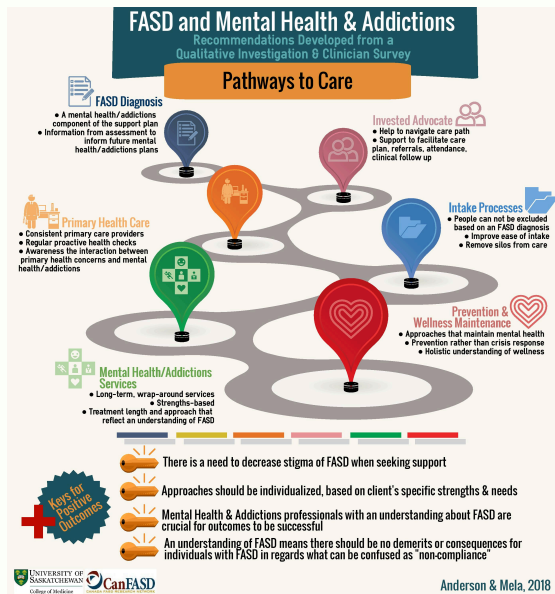 FASD and Mental Health & Addictions
Recommendations Developed from a
Qualitative Investigation & Clinician Survey
Pathways to Care
FASD Diagnosis
• A mental health/addictions
component of the support plan
• Information from assessment to
inform future mental
health/addictions plans
Invested Advocate
• Help to navigate care path
• Support to facilitate care
plan, referrals, attendance,
clinical follow up
Primary Health Care
• Consistent primary care providers
• Regular proactive health checks
• Awareness the interaction between
primary health concerns and mental
health/addictions
Intake Processes
• People can not be excluded
based on an FASD diagnosis
• Improve ease of intake
• Remove silos from care
Prevention &
Wellness Maintenance
• Approaches that maintain mental health
• Prevention rather than crisis response
• Holistic understanding of wellness
Mental Health/Addictions
Services
• Long-term, wrap-around services
• Strengths-based
• Treatment length and approach that
reflect an understanding of FASD
Keys for
Positive
Outcomes
There is a need to decrease stigma of FASD when seeking support
Approaches should be individualized, based on client's specific strengths & needs
Mental Health & Addictions professionals with an understanding about FASD are
crucial for outcomes to be successful
An understanding of FASD means there should be no demerits or consequences for
individuals with FASD in regards what can be confused as "non-compliance"
UNIVERSITY OF
SASKATCHEWAN
College of Medicine
CanFASD
CANADA FASD RESEARCH NETWORK
Anderson & Mela, 2018